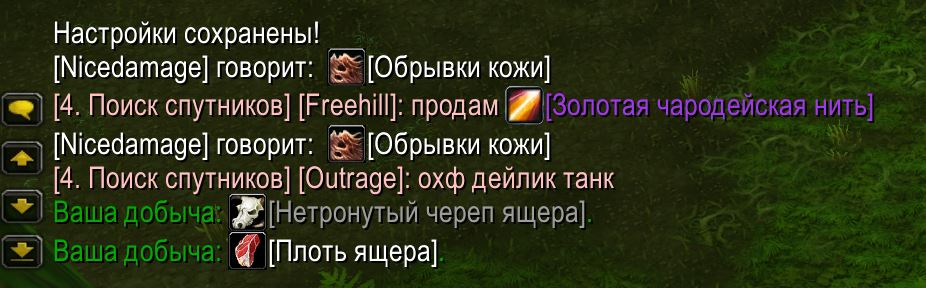 Настройки сохранены!
[Nicedamage] говорит: [Обрывки кожи]
[4. Поиск спутников] [Freehill]: продам [Золотая чародейская нить]
[Nicedamage] говорит: [Обрывки кожи]
[4. Поиск спутников] [Outrage]: охф дейлик танк
Ваша добыча: [Нетронутый череп ящера].
Ваша добыча: [Плоть ящера].